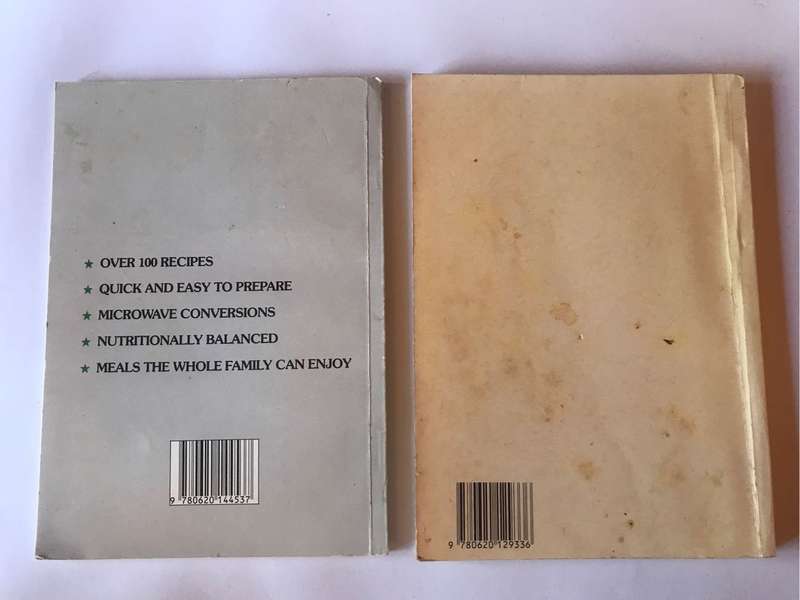 ★ OVER 100 RECIPES
★ QUICK AND EASY TO PREPARE
★ MICROWAVE CONVERSIONS
★ NUTRITIONALLY BALANCED
★ MEALS THE WHOLE FAMILY CAN ENJOY
9 780620 144537
9 780620 129336